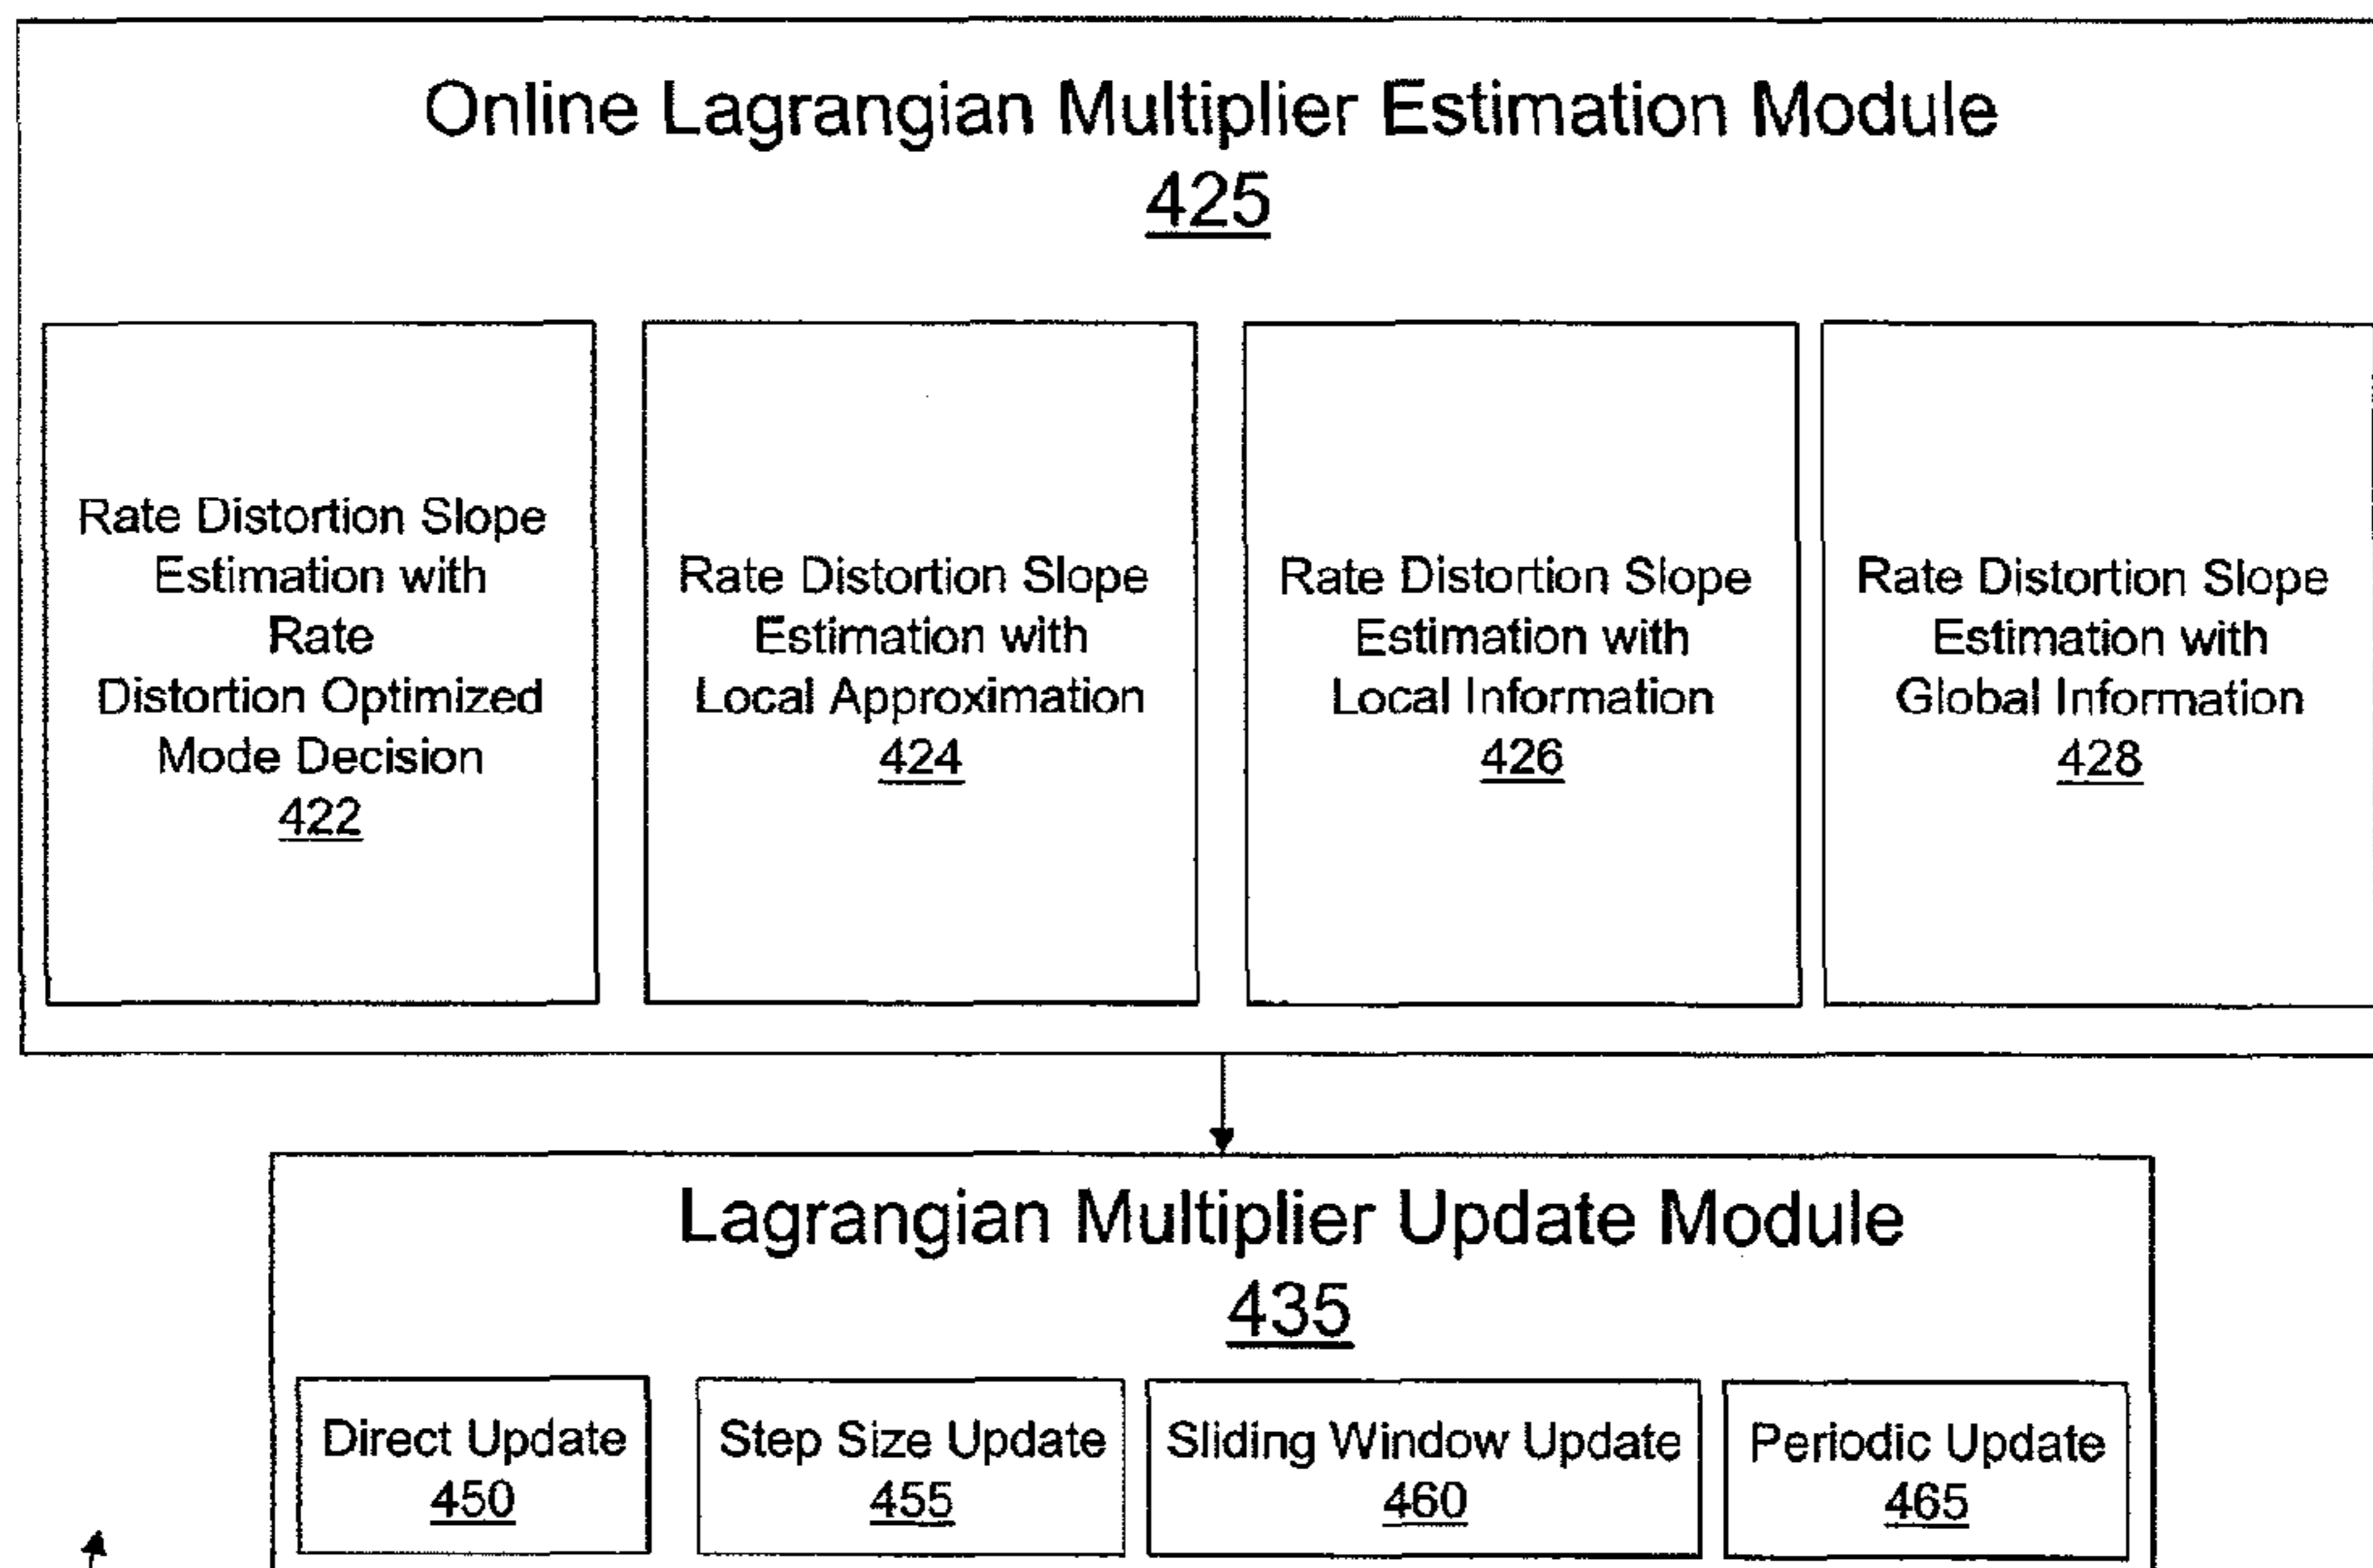 Online Lagrangian Multiplier Estimation Module
425
Rate Distortion Slope
Estimation with
Rate
Distortion Optimized
Mode Decision
422
Rate Distortion Slope
Estimation with
Local Approximation
424
Rate Distortion Slope
Estimation with
Local Information
426
Rate Distortion Slope
Estimation with
Global Information
428
Lagrangian Multiplier Update Module
435
Direct Update
450
Step Size Update
455
Sliding Window Update
460
Periodic Update
465